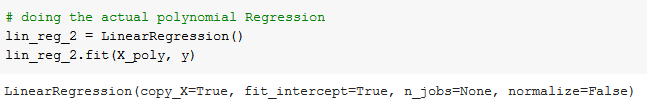 # doing the actual polynomial Regression
lin_reg_2 = LinearRegression()
lin_reg_2.fit(X_poly, y)
LinearRegression(copy_X=True, fit_intercept=True, n_jobs=None, normalize=False)